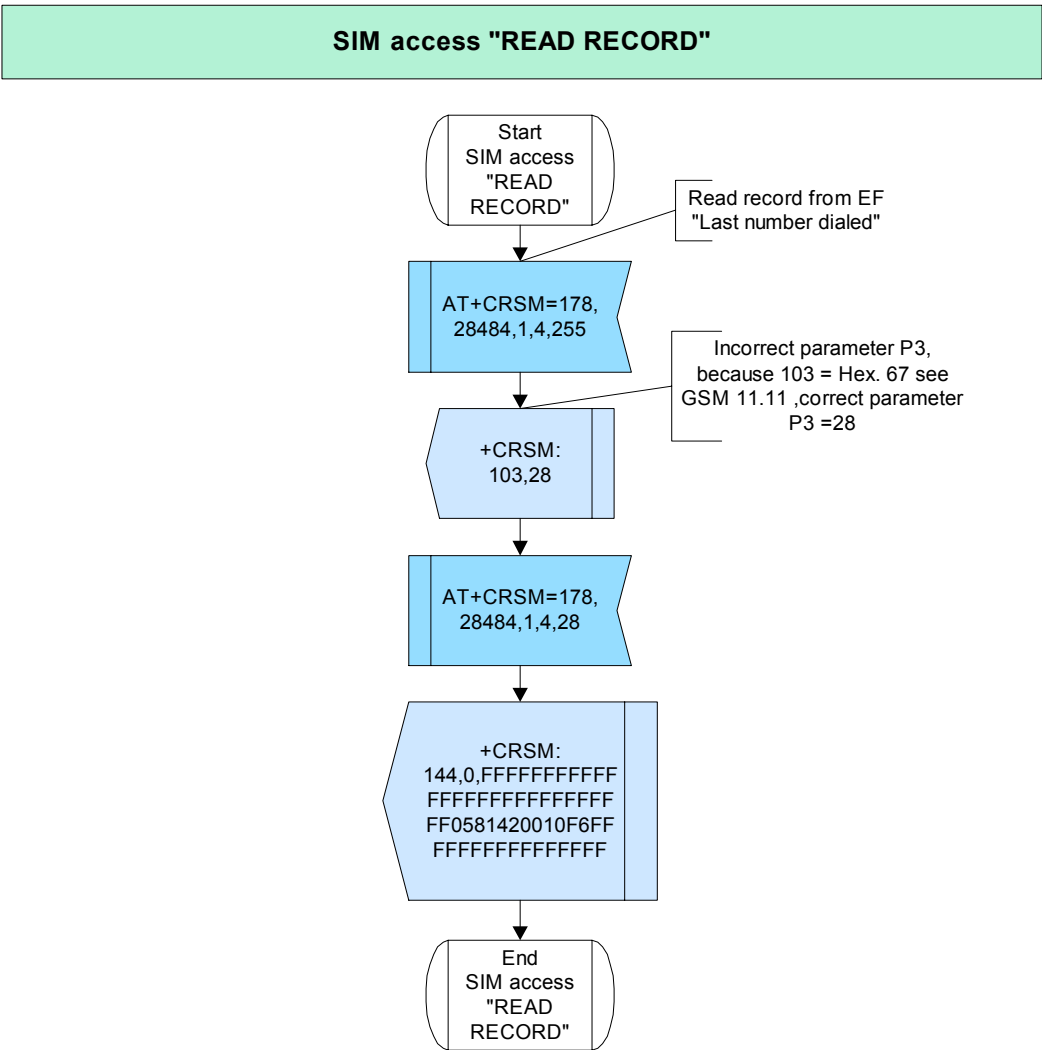 SIM access "READ RECORD"
Start
SIM access
"READ
RECORD"
Read record from EF
"Last number dialed"
AT+CRSM=178,
28484,1,4,255
Incorrect parameter P3,
because 103 = Hex. 67 see
GSM 11.11 ,correct parameter
P3 =28
+CRSM:
103,28
AT+CRSM=178,
28484,1,4,28
+CRSM:
144,0,FFFFFFFFFFF
FFFFFFFFFFFFFFF
FF0581420010F6FF
FFFFFFFFFFFFFF
End
SIM access
"READ
RECORD"